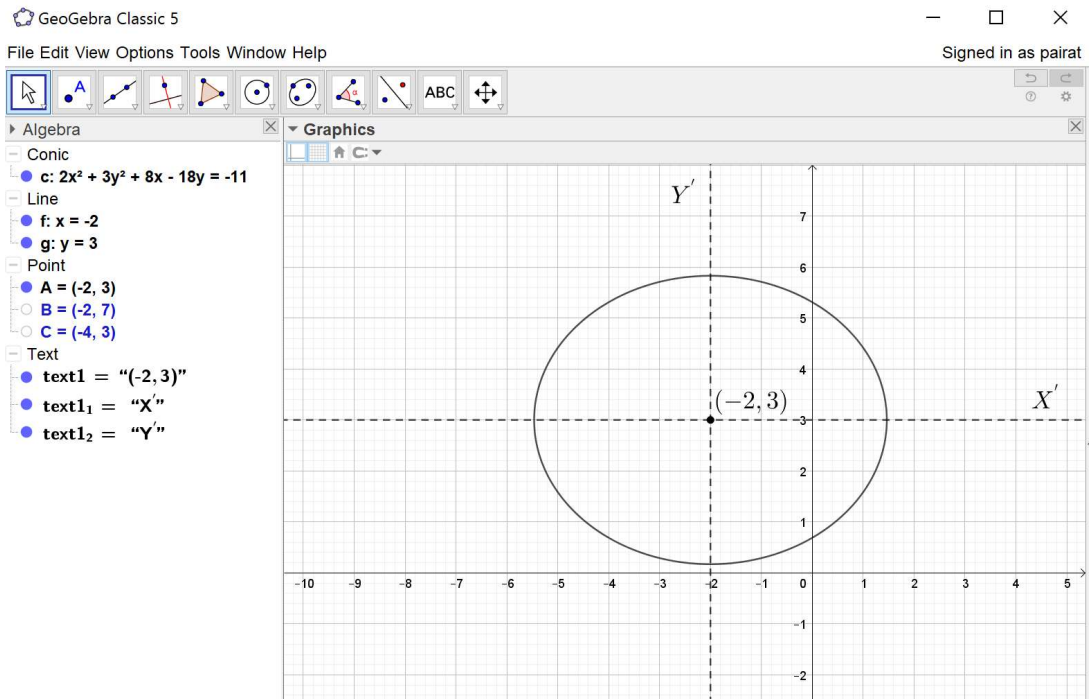 GeoGebra Classic 5
File Edit View Options Tools Window Help
Signed in as pairat
A
α
ABC
Algebra
Graphics
Conic
c: 2x² + 3y² + 8x - 18y = -11
Line
f: x = -2
g: y = 3
Point
A = (-2, 3)
B = (-2, 7)
C = (-4, 3)
Text
text1 = “(-2, 3)”
text1₁ = “X′”
text1₂ = “Y′”
Y′
7
6
5
4
(−2, 3)
X′
3
2
1
–10 –9 –8 –7 –6 –5 –4 –3 –2 –1 0 1 2 3 4 5
–1
–2